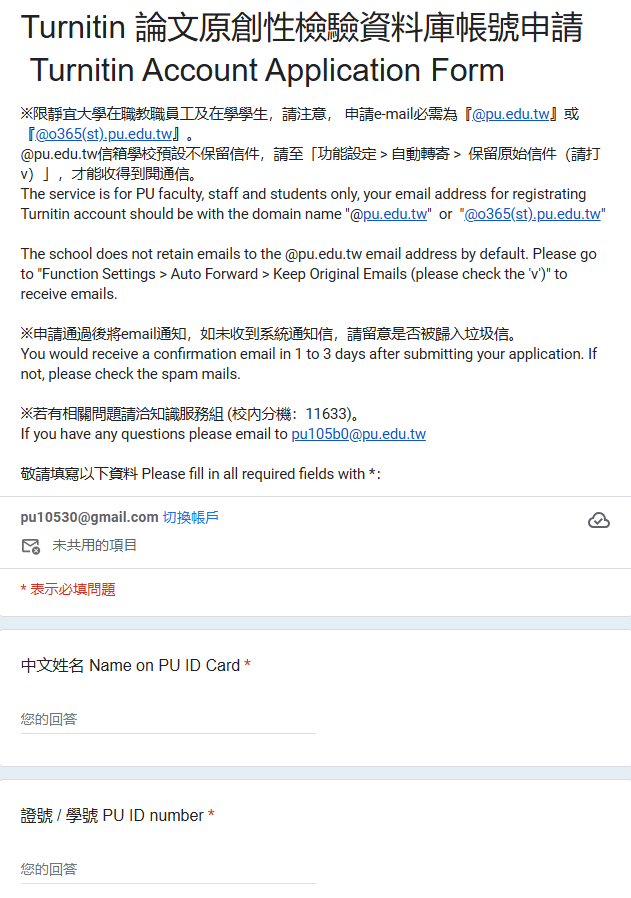 Turnitin 論文原創性檢驗資料庫帳號申請
Turnitin Account Application Form
※限靜宜大學在職教職員工及在學學生，請注意， 申請e-mail必需為『@pu.edu.tw』或
『@o365(st).pu.edu.tw』。
@pu.edu.tw信箱學校預設不保留信件，請至「功能設定 > 自動轉寄 > 保留原始信件（請打
v）」，才能收得到開通信。
The service is for PU faculty, staff and students only, your email address for registrating
Turnitin account should be with the domain name "@pu.edu.tw" or "@o365(st).pu.edu.tw"
The school does not retain emails to the @pu.edu.tw email address by default. Please go
to "Function Settings > Auto Forward > Keep Original Emails (please check the 'v')" to
receive emails.
※申請通過後將email通知，如未收到系統通知信，請留意是否被歸入垃圾信。
You would receive a confirmation email in 1 to 3 days after submitting your application. If
not, please check the spam mails.
※若有相關問題請洽知識服務組 (校內分機：11633)。
If you have any questions please email to pu105b0@pu.edu.tw
敬請填寫以下資料 Please fill in all required fields with *：
pu10530@gmail.com 切換帳戶
未共用的項目
* 表示必填問題
中文姓名 Name on PU ID Card *
您的回答
證號 / 學號 PU ID number *
您的回答